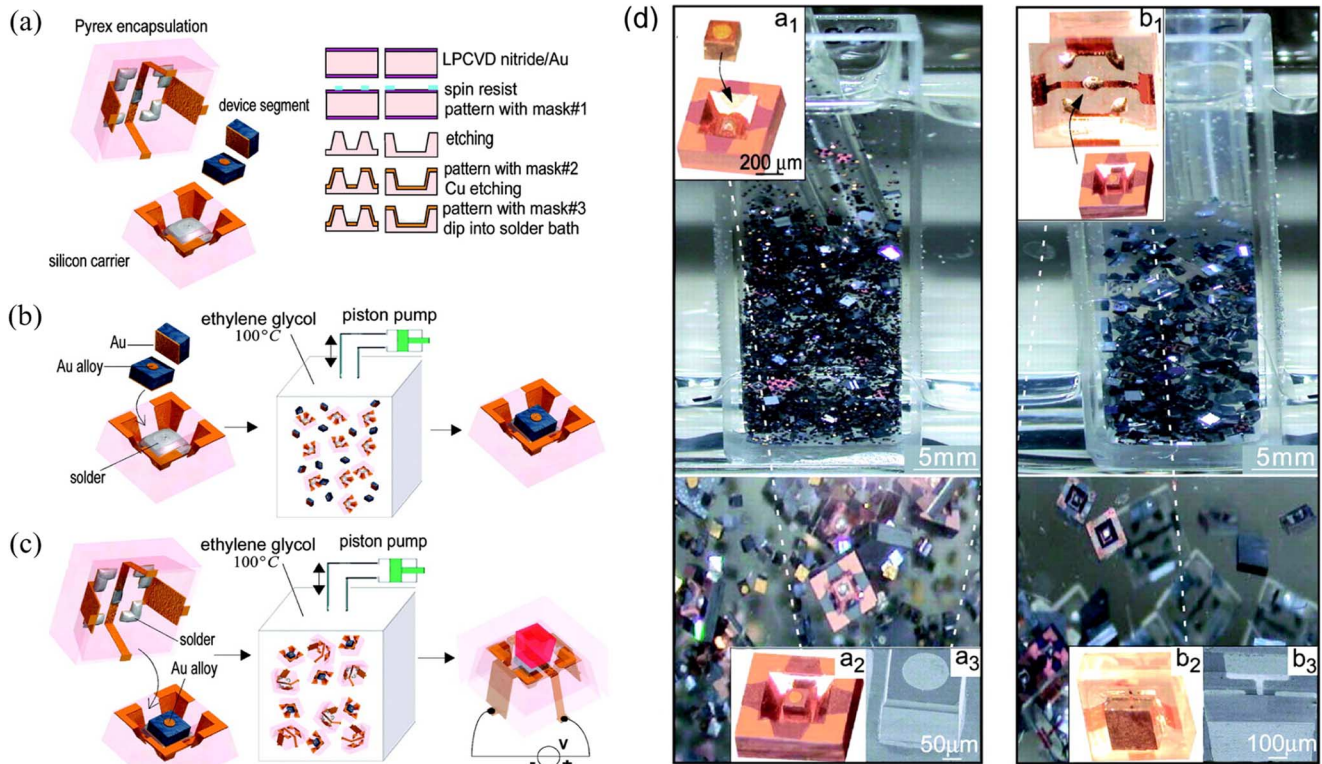 (a)
Pyrex encapsulation
device segment
silicon carrier
LPCVD nitride/Au
spin resist
pattern with mask#1
etching
pattern with mask#2
Cu etching
pattern with mask#3
dip into solder bath
(b)
Au
Au alloy
solder
ethylene glycol
100°C
piston pump
(c)
solder
Au alloy
ethylene glycol
100°C
piston pump
V
- +
(d)
a1
200 μm
b1
5mm
5mm
a2
a3
50μm
b2
b3
100μm